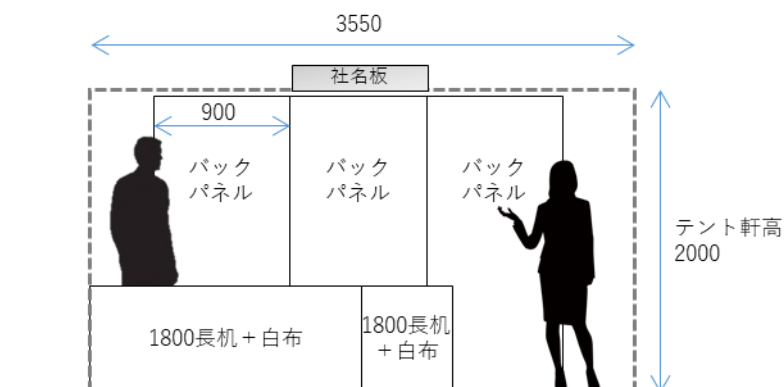 3550
社名板
900
バック
パネル
バック
パネル
バック
パネル
テント軒高
2000
1800長机＋白布
1800長机
＋白布